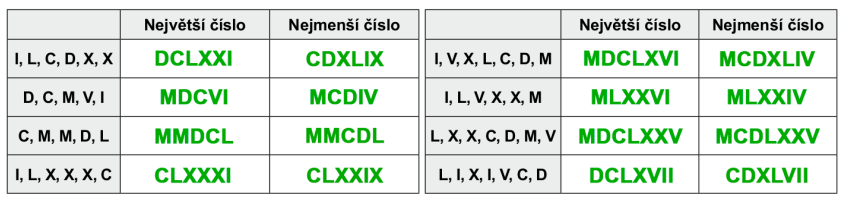 Největší číslo Nejmenší číslo
I, L, C, D, X, X DCLXXI CDXLIX
D, C, M, V, I MDCVI MCDIV
C, M, M, D, L MMDCL MMCDL
I, L, X, X, X, C CLXXXI CLXXIX
Největší číslo Nejmenší číslo
I, V, X, L, C, D, M MDCLXVI MCDXLIV
I, L, V, X, X, M MLXXVI MLXXIV
L, X, X, C, D, M, V MDCLXXV MCDLXXV
L, I, X, I, V, C, D DCLXVII CDXLVII